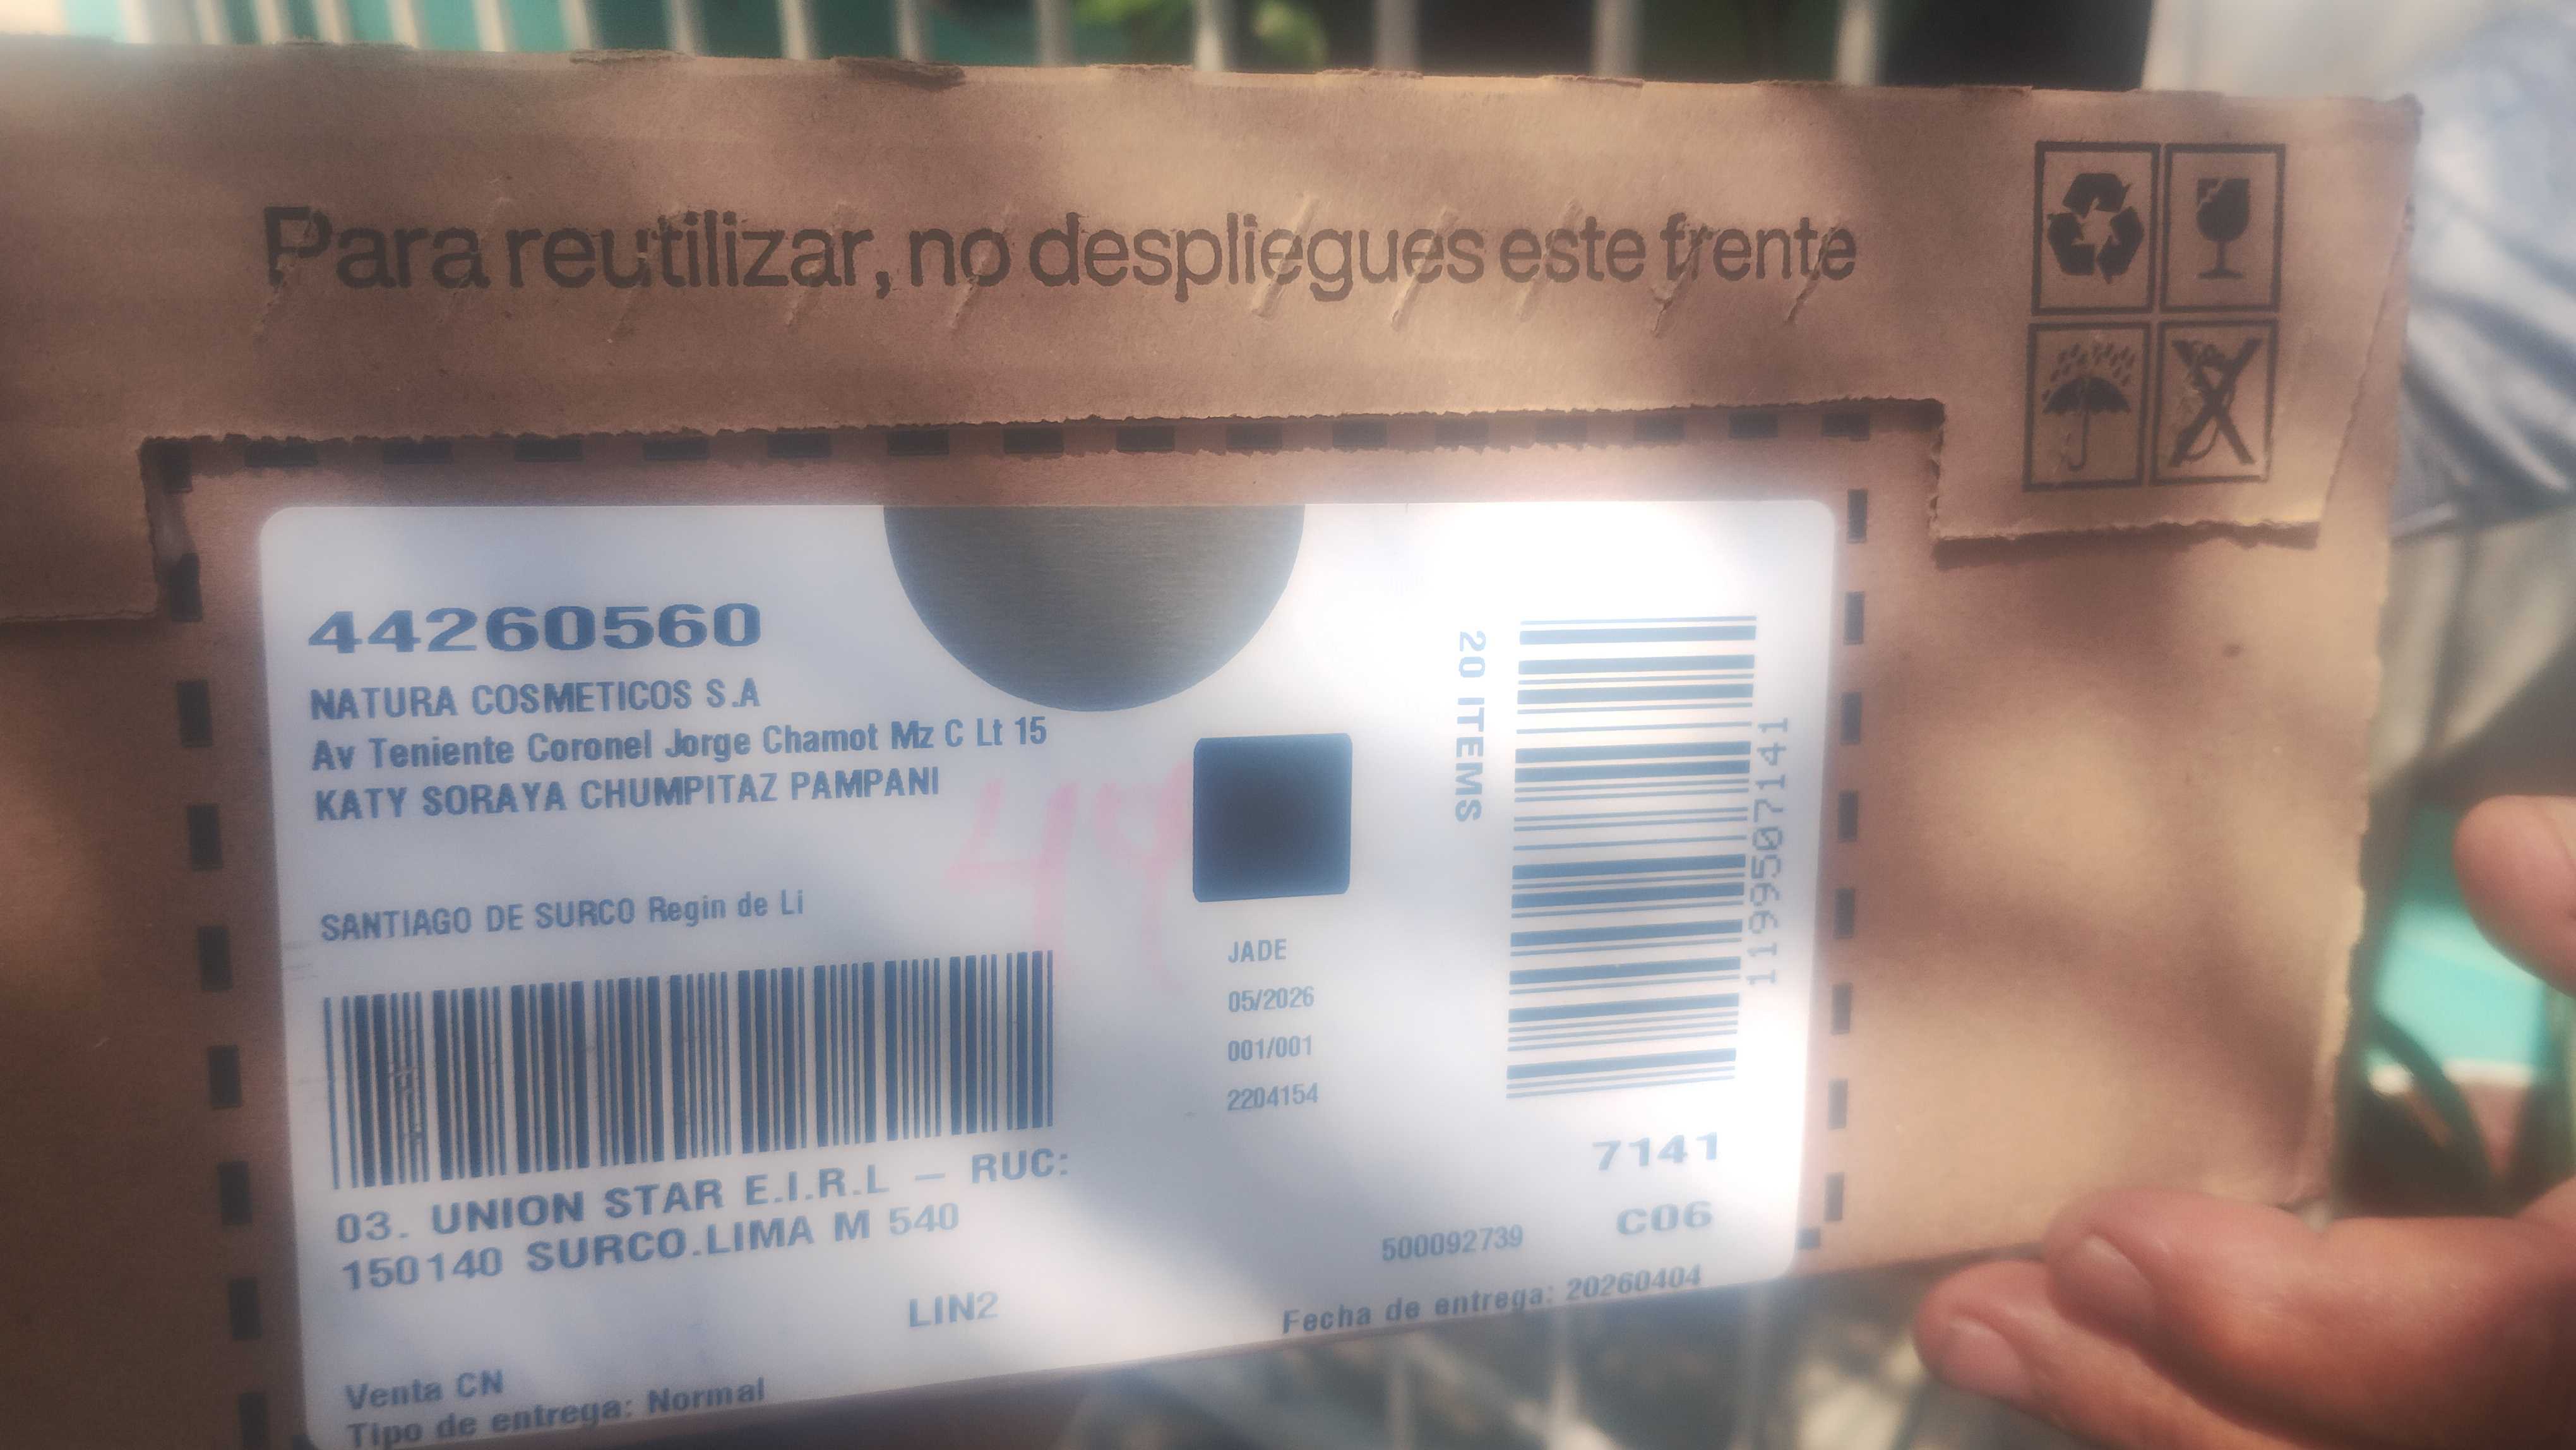 Para reutilizar, no despliegues este frente
44260560
NATURA COSMETICOS S.A
Av Teniente Coronel Jorge Chamot Mz C Lt 15
KATY SORAYA CHUMPITAZ PAMPANI
44
SANTIAGO DE SURCO Regin de Li
03. UNION STAR E.I.R.L – RUC:
150140 SURCO.LIMA M 540
LIN2
Venta CN
Tipo de entrega: Normal
JADE
05/2026
001/001
2204154
20 ITEMS
1199507141
7141
C06
500092739
Fecha de entrega: 20260404